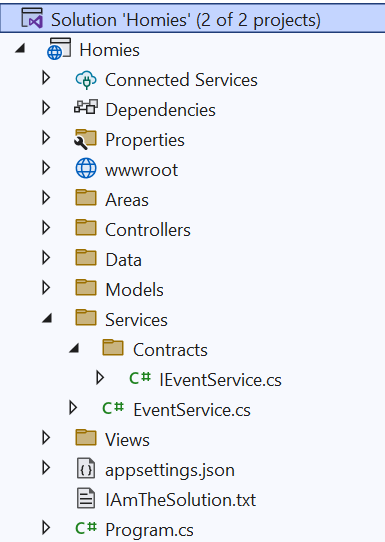 Solution 'Homies' (2 of 2 projects)
Homies
Connected Services
Dependencies
Properties
wwwroot
Areas
Controllers
Data
Models
Services
Contracts
C# IEventService.cs
C# EventService.cs
Views
appsettings.json
IAmTheSolution.txt
C# Program.cs